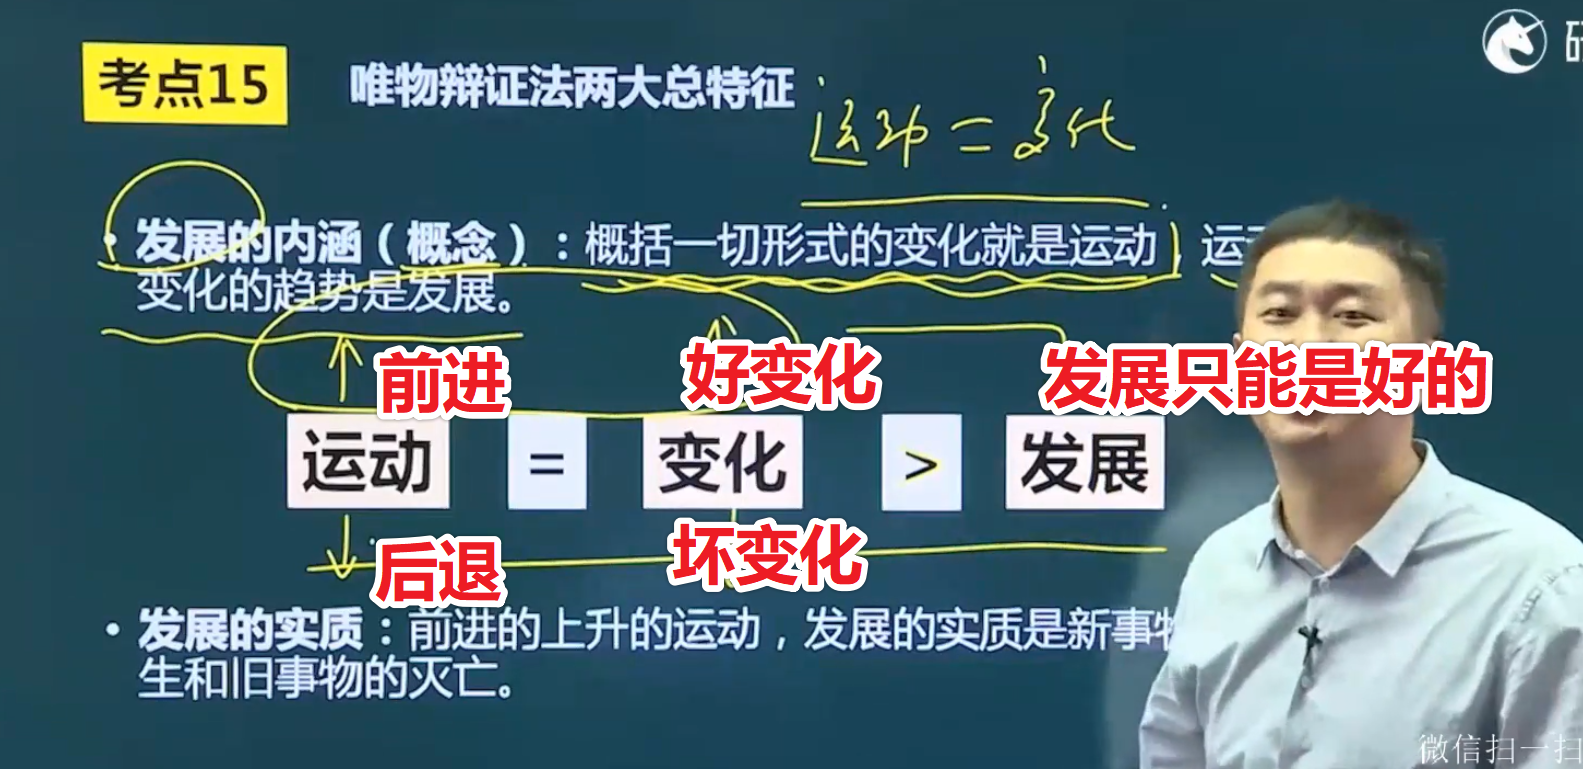 考点15
唯物辩证法两大总特征
运动=变化
· 发展的内涵（概念）：概括一切形式的变化就是运动，运
变化的趋势是发展。
前进 好变化 发展只能是好的
运动 = 变化 > 发展
后退 坏变化
· 发展的实质：前进的上升的运动，发展的实质是新事
生和旧事物的灭亡。
微信扫一扫